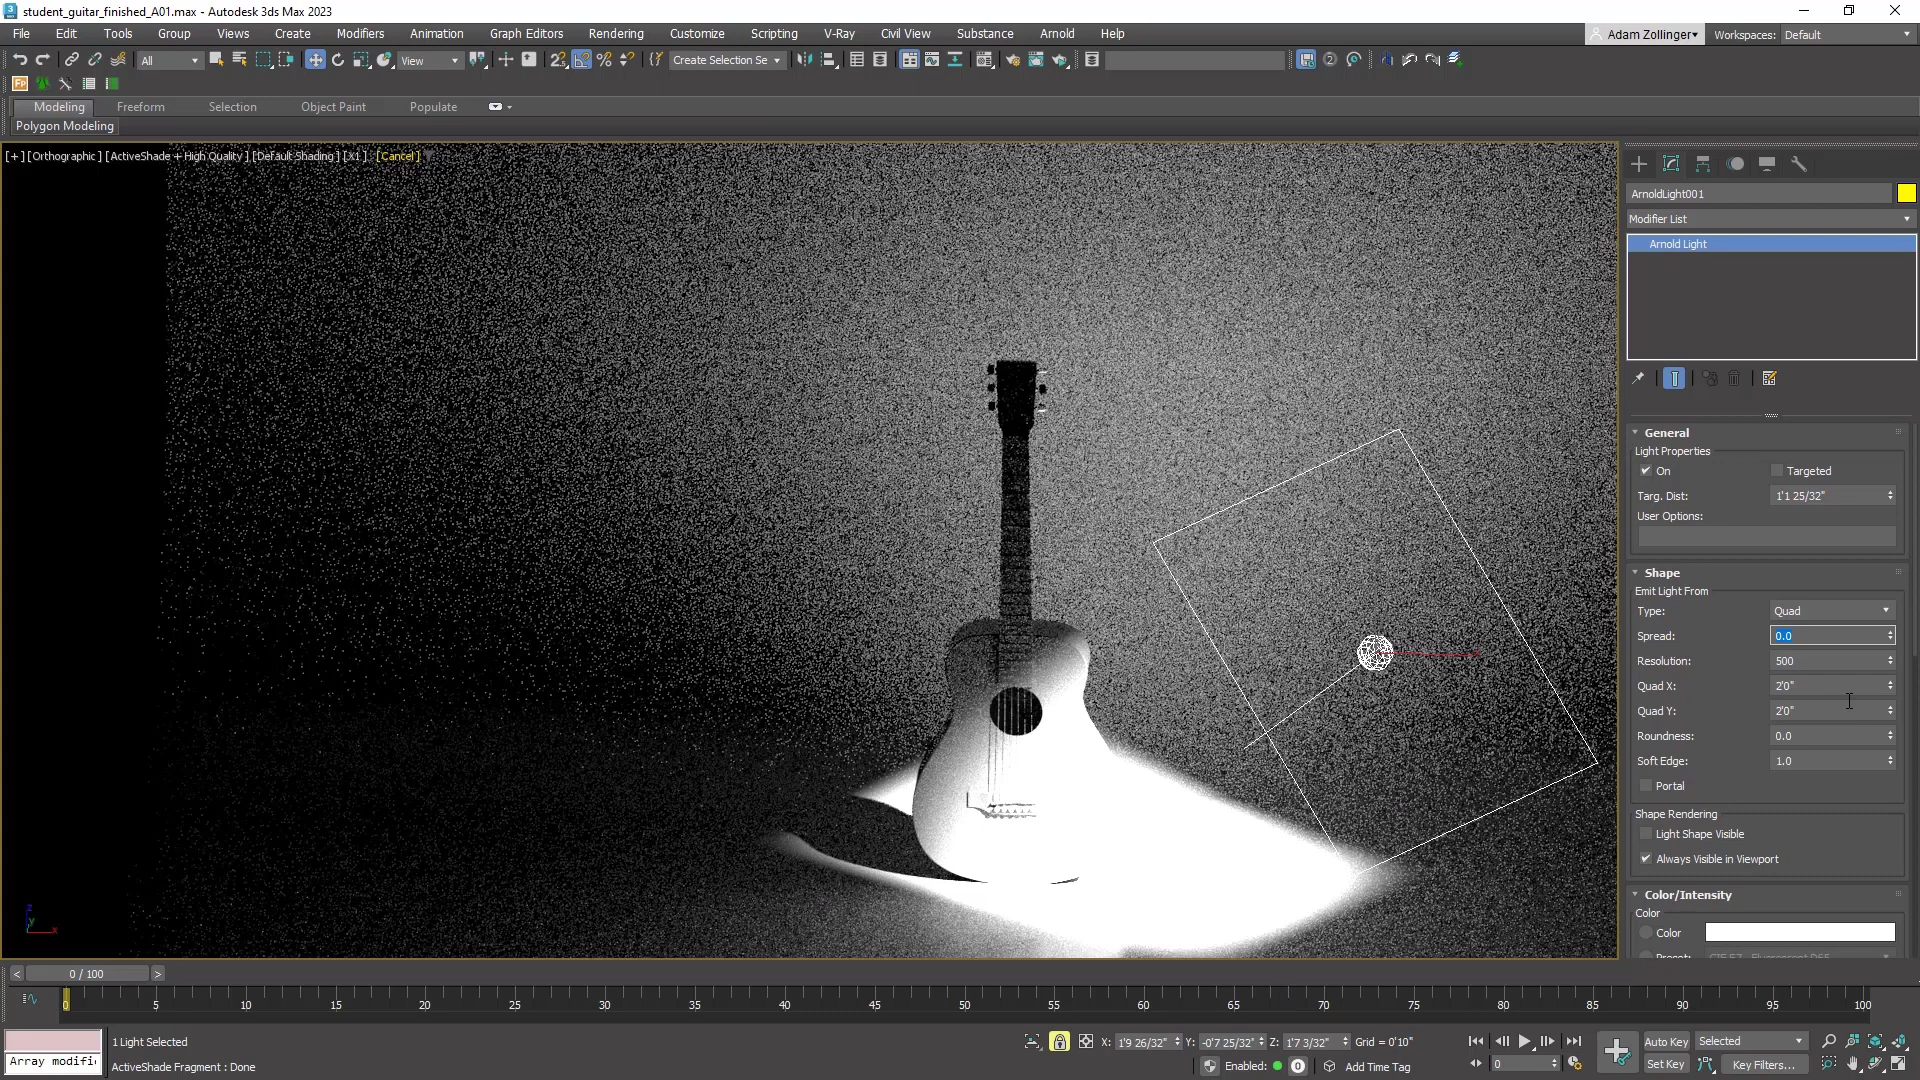 student_guitar_finished_A01.max - Autodesk 3ds Max 2023
File Edit Tools Group Views Create Modifiers Animation Graph Editors Rendering Customize Scripting V-Ray Civil View Substance Arnold Help
Adam Zollinger Workspaces: Default
All View Create Selection Se
Modeling Freeform Selection Object Paint Populate
Polygon Modeling
[+] [Orthographic ] [ActiveShade + High Quality ] [Default Shading ] [X1 ] [Cancel ]
ArnoldLight001
Modifier List
Arnold Light
General
Light Properties
On Targeted
Targ. Dist: 1'1 25/32"
User Options:
Shape
Emit Light From
Type: Quad
Spread: 0.0
Resolution: 500
Quad X: 2'0"
Quad Y: 2'0"
Roundness: 0.0
Soft Edge: 1.0
Portal
Shape Rendering
Light Shape Visible
Always Visible in Viewport
Color/Intensity
Color
Color
z
y
x
0 / 100
0 5 10 15 20 25 30 35 40 45 50 55 60 65 70 75 80 85 90 95 100
1 Light Selected
X: 1'9 26/32" Y: -0'7 25/32" Z: 1'7 3/32" Grid = 0'10"
Auto Key Selected
Array modifi
ActiveShade Fragment : Done
Enabled: 0 Add Time Tag
0
Set Key Key Filters...